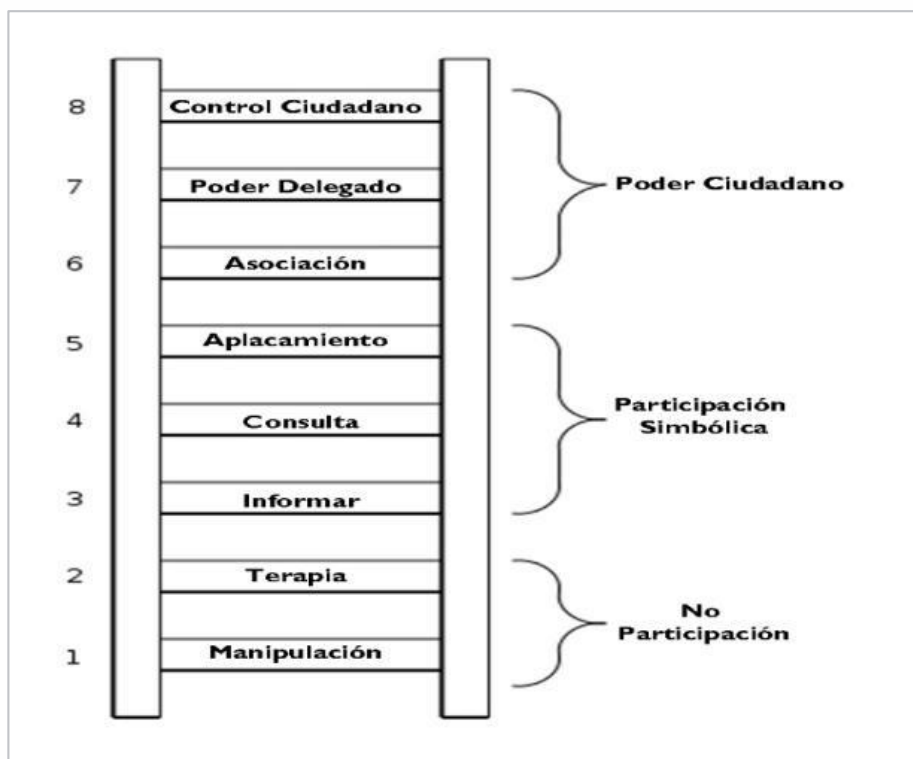 8 Control Ciudadano
7 Poder Delegado
Poder Ciudadano
6 Asociación
5 Aplacamiento
4 Consulta
Participación
Simbólica
3 Informar
2 Terapia
No
Participación
1 Manipulación